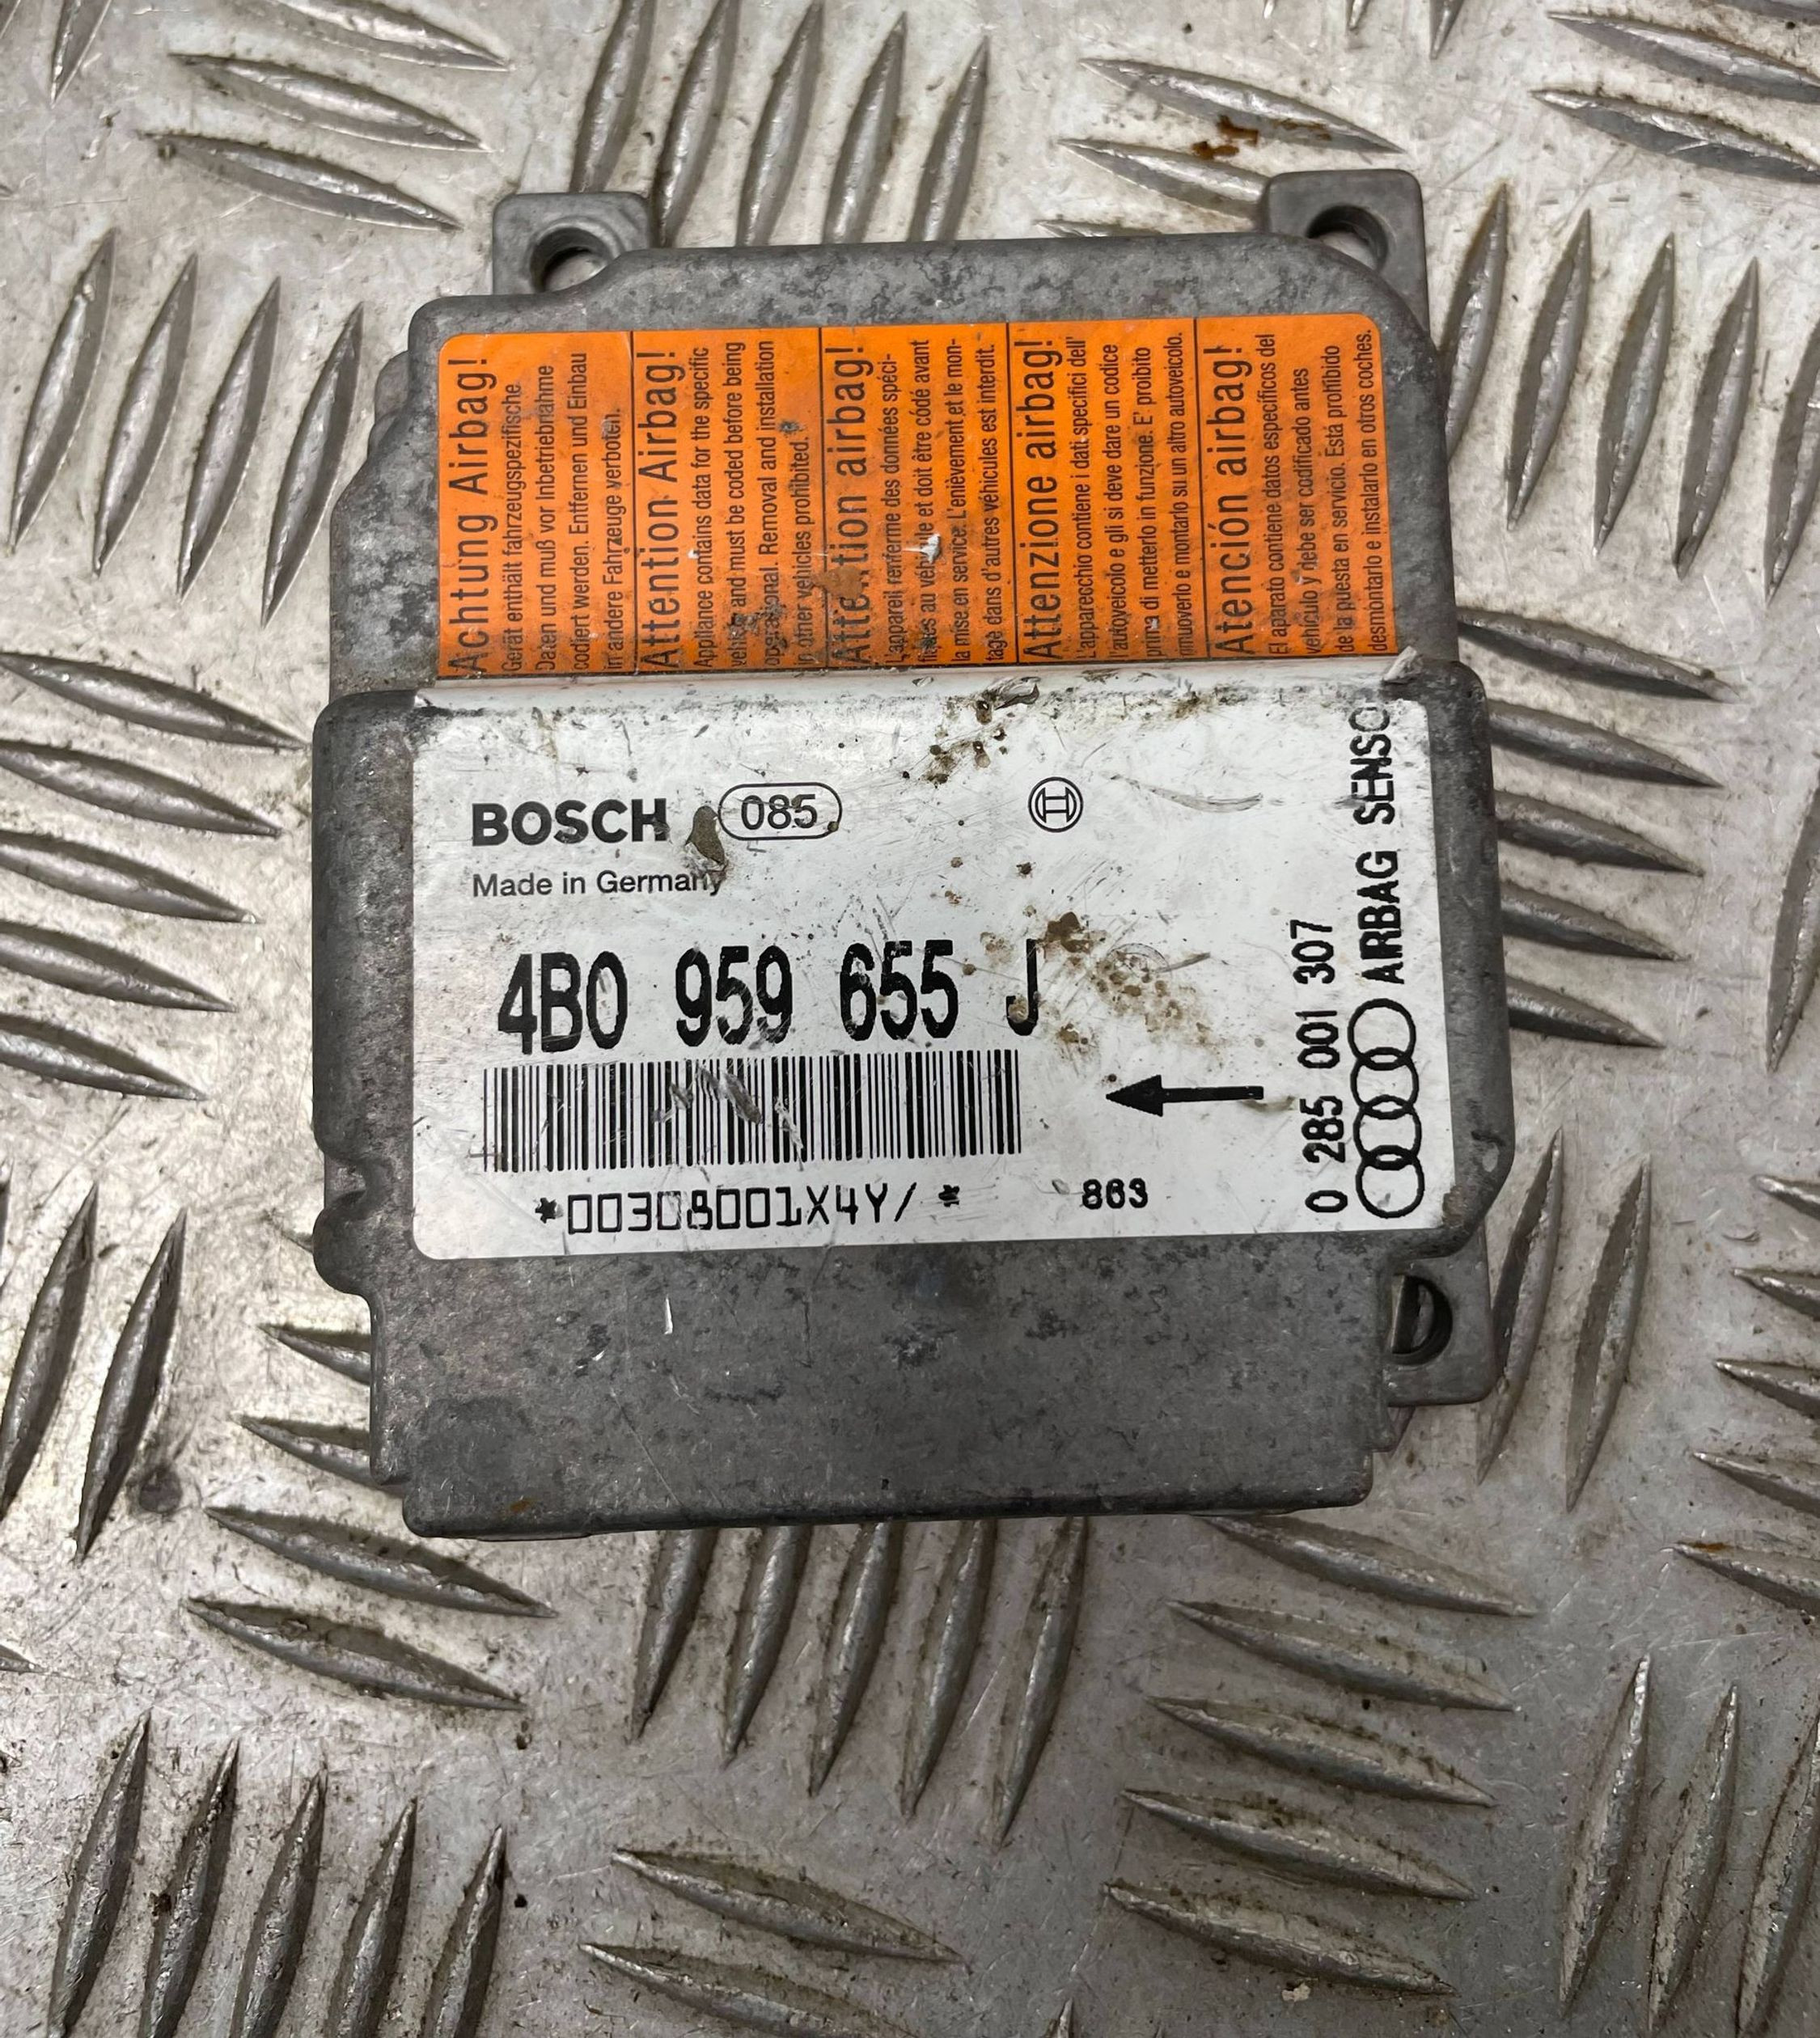 Achtung Airbag!
Gerät enthält fahrzeugspezifische
Daten und muß vor Inbetriebnahme
codiert werden. Entfernen und Einbau
in andere Fahrzeuge verboten.
Attention Airbag!
Appliance contains data for the specific
vehicle and must be coded before being
operational. Removal and installation
in other vehicles prohibited.
Attention airbag!
L'appareil renferme des données spéci-
fiques au véhicule et doit être codé avant
la mise en service. L'enlèvement et le mon-
tage dans d'autres véhicules est interdit.
Attenzione airbag!
L'apparecchio contiene i dati specifici dell'
autoveicolo e gli si deve dare un codice
prima di metterlo in funzione. E' proibito
rimuoverlo e montarlo su un altro autoveicolo.
Atención airbag!
El aparato contiene datos específicos del
vehículo y debe ser codificado antes
de la puesta en servicio. Está prohibido
desmontarlo e instalarlo en otros coches.
BOSCH 085
Made in Germany
4B0 959 655 J
*00308001X4Y/ *
863
0 285 001 307
AIRBAG SENSO